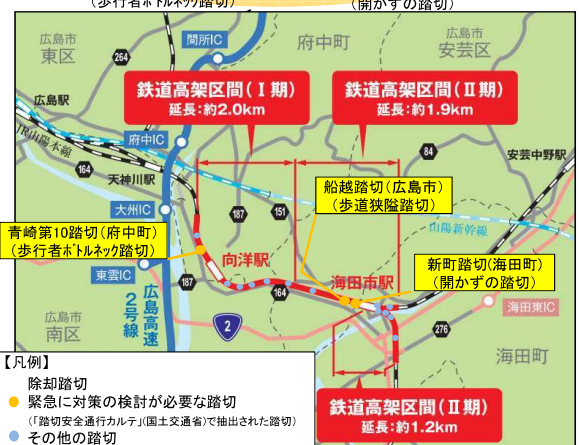 (歩行者ボトルネック踏切)
(開かずの踏切)
広島市
東区
264
間所IC
府中町
広島市
安芸区
鉄道高架区間(Ⅰ期)
延長:約2.0km
鉄道高架区間(Ⅱ期)
延長:約1.9km
広島駅
JR山陽本線
府中IC
164
天神川駅
84
安芸中野駅
大州IC
187
151
船越踏切(広島市)
(歩道狭隘踏切)
山陽新幹線
青崎第10踏切(府中町)
(歩行者ボトルネック踏切)
向洋駅
新町踏切(海田町)
(開かずの踏切)
東雲IC
187
164
海田市駅
海田東IC
広島市
南区
広島高速
2号線
2
276
海田町
【凡例】
除却踏切
緊急に対策の検討が必要な踏切
(「踏切安全通行カルテ」(国土交通省)で抽出された踏切)
その他の踏切
鉄道高架区間(Ⅱ期)
延長:約1.2km